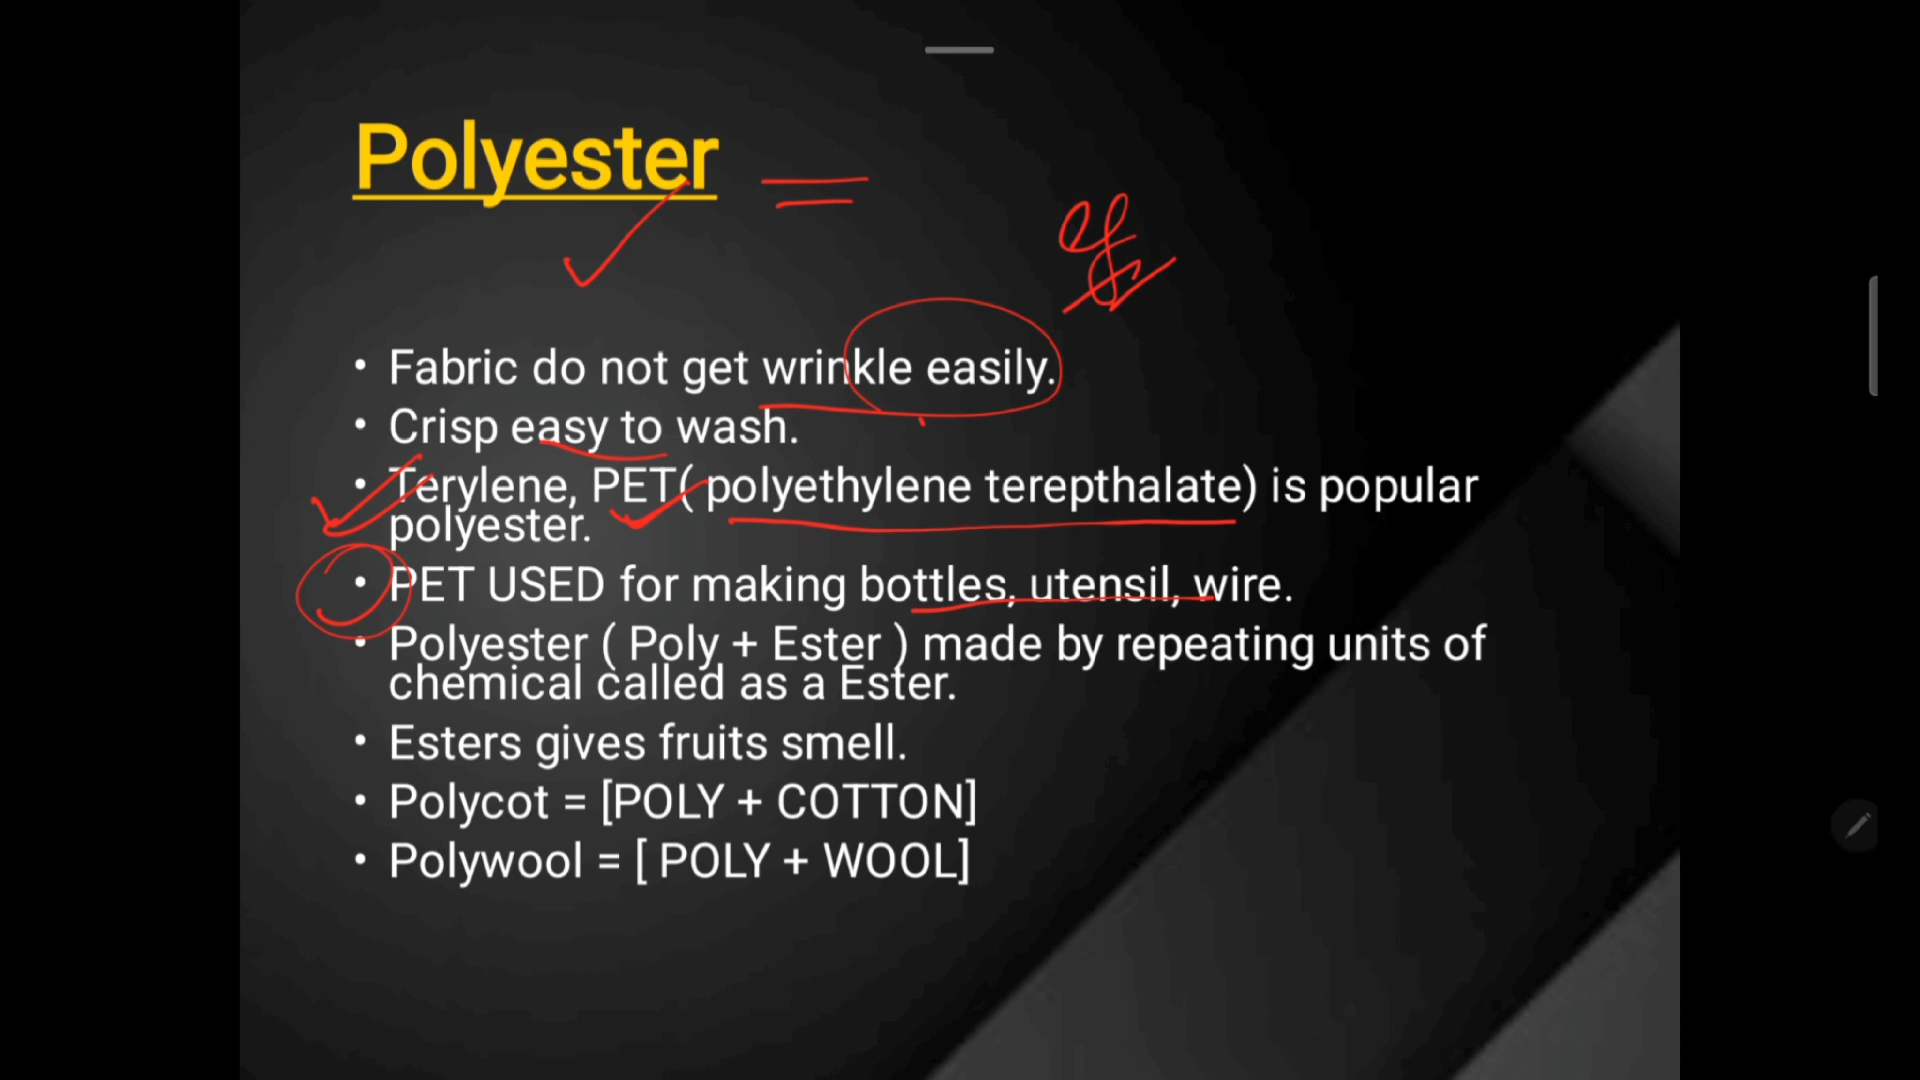 Polyester
• Fabric do not get wrinkle easily.
• Crisp easy to wash.
• Terylene, PET( polyethylene terepthalate) is popular
polyester.
• PET USED for making bottles, utensil, wire.
• Polyester ( Poly + Ester ) made by repeating units of
chemical called as a Ester.
• Esters gives fruits smell.
• Polycot = [POLY + COTTON]
• Polywool = [ POLY + WOOL]